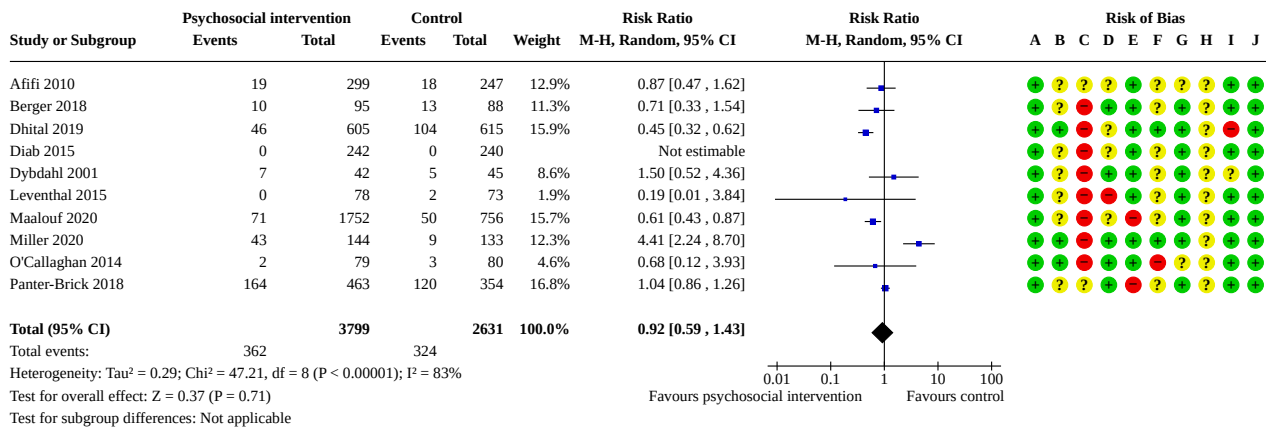 Psychosocial intervention Control Risk Ratio Risk Ratio Risk of Bias
Study or Subgroup Events Total Events Total Weight M-H, Random, 95% CI M-H, Random, 95% CI A B C D E F G H I J
Afifi 2010 19 299 18 247 12.9% 0.87 [0.47 , 1.62] + ? ? ? + ? ? ? + +
Berger 2018 10 95 13 88 11.3% 0.71 [0.33 , 1.54] + ? − + + ? + ? + +
Dhital 2019 46 605 104 615 15.9% 0.45 [0.32 , 0.62] + + − ? + + + ? − +
Diab 2015 0 242 0 240 Not estimable + ? − ? + ? + ? + +
Dybdahl 2001 7 42 5 45 8.6% 1.50 [0.52 , 4.36] + ? − ? + ? + ? ? +
Leventhal 2015 0 78 2 73 1.9% 0.19 [0.01 , 3.84] + ? − − + ? + ? + +
Maalouf 2020 71 1752 50 756 15.7% 0.61 [0.43 , 0.87] + ? − ? − ? + ? + +
Miller 2020 43 144 9 133 12.3% 4.41 [2.24 , 8.70] + + − + + + + ? + +
O'Callaghan 2014 2 79 3 80 4.6% 0.68 [0.12 , 3.93] + + − + + − ? ? + +
Panter-Brick 2018 164 463 120 354 16.8% 1.04 [0.86 , 1.26] + ? ? + − ? + ? + +
Total (95% CI) 3799 2631 100.0% 0.92 [0.59 , 1.43]
Total events: 362 324
Heterogeneity: Tau² = 0.29; Chi² = 47.21, df = 8 (P < 0.00001); I² = 83%
0.01 0.1 1 10 100
Test for overall effect: Z = 0.37 (P = 0.71)
Favours psychosocial intervention Favours control
Test for subgroup differences: Not applicable